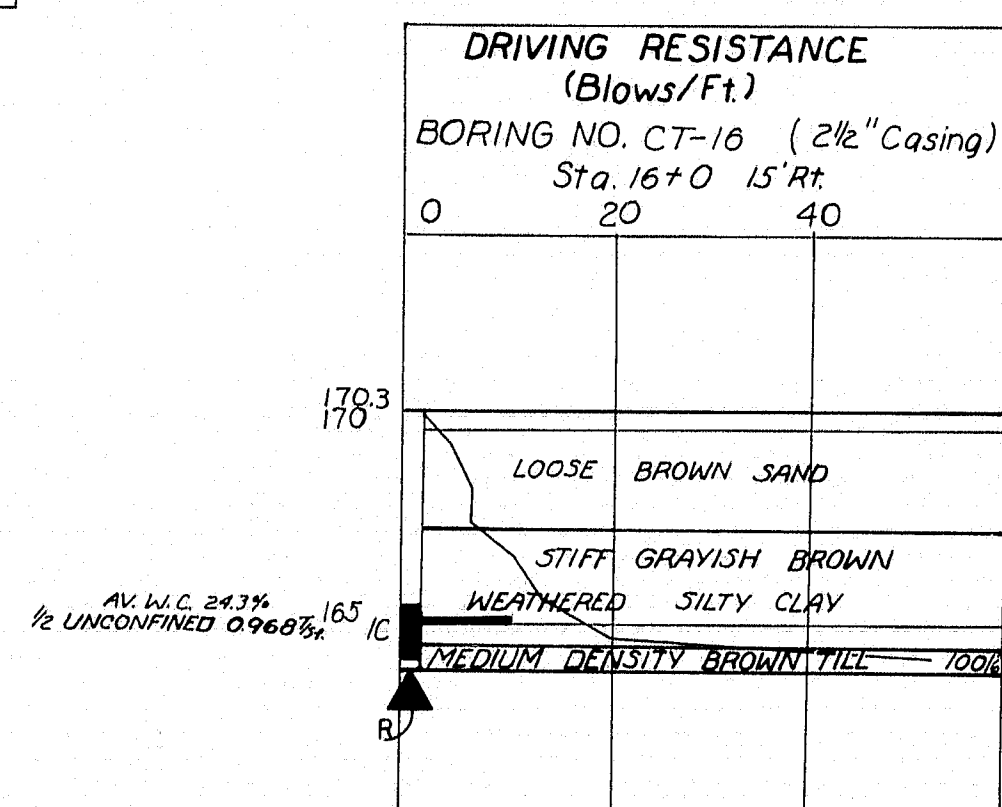 DRIVING RESISTANCE
(Blows/Ft.)
BORING NO. CT-16 (2½" Casing)
Sta. 16+0 15' Rt.
0 20 40
170.3
170
LOOSE BROWN SAND
STIFF GRAYISH BROWN
WEATHERED SILTY CLAY
AV. W.C. 24.3%
½ UNCONFINED 0.968 T/SF.
165
1C
MEDIUM DENSITY BROWN TILL 100/6
R